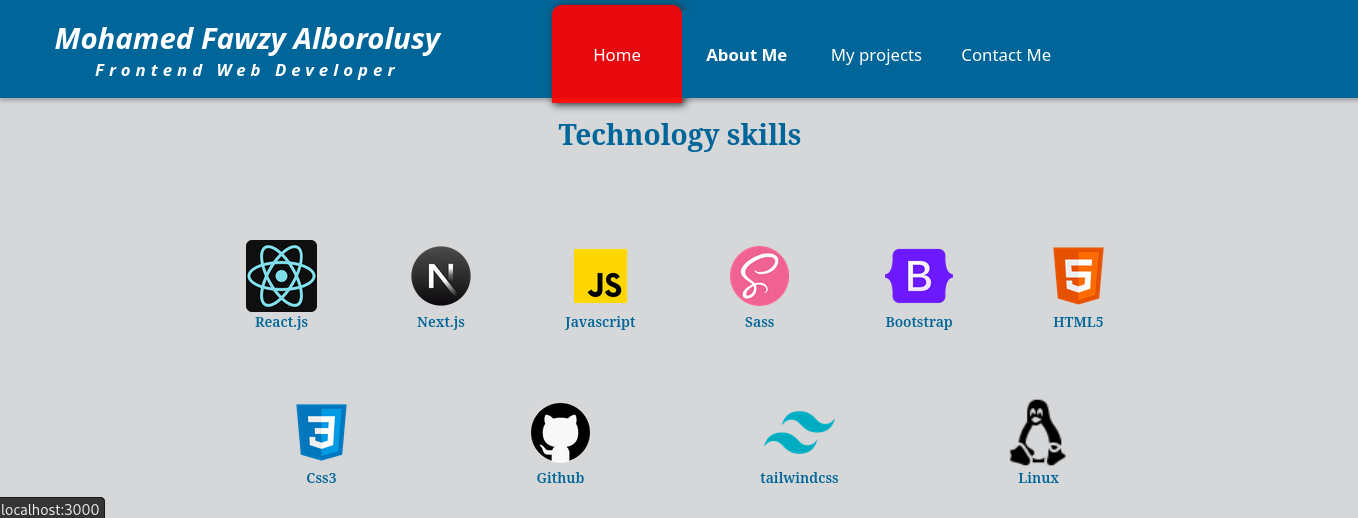 Mohamed Fawzy Alborolusy
Frontend Web Developer
Home About Me My projects Contact Me
Technology skills
N JS B 5
React.js Next.js Javascript Sass Bootstrap HTML5
3
Css3 Github tailwindcss Linux
localhost:3000